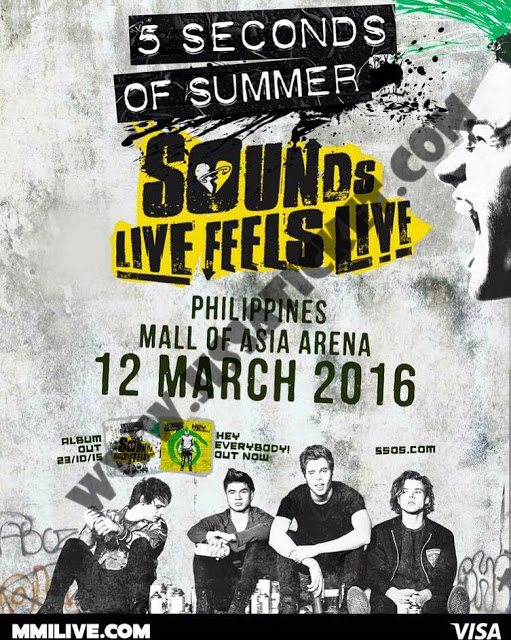 5 SECONDS
OF SUMMER
SOUNDS
LIVE FEELS LIVE
PHILIPPINES
MALL OF ASIA ARENA
12 MARCH 2016
ALBUM
OUT
23/10/15
HEY
EVERYBODY!
OUT NOW
5SOS.COM
MMILIVE.COM
VISA